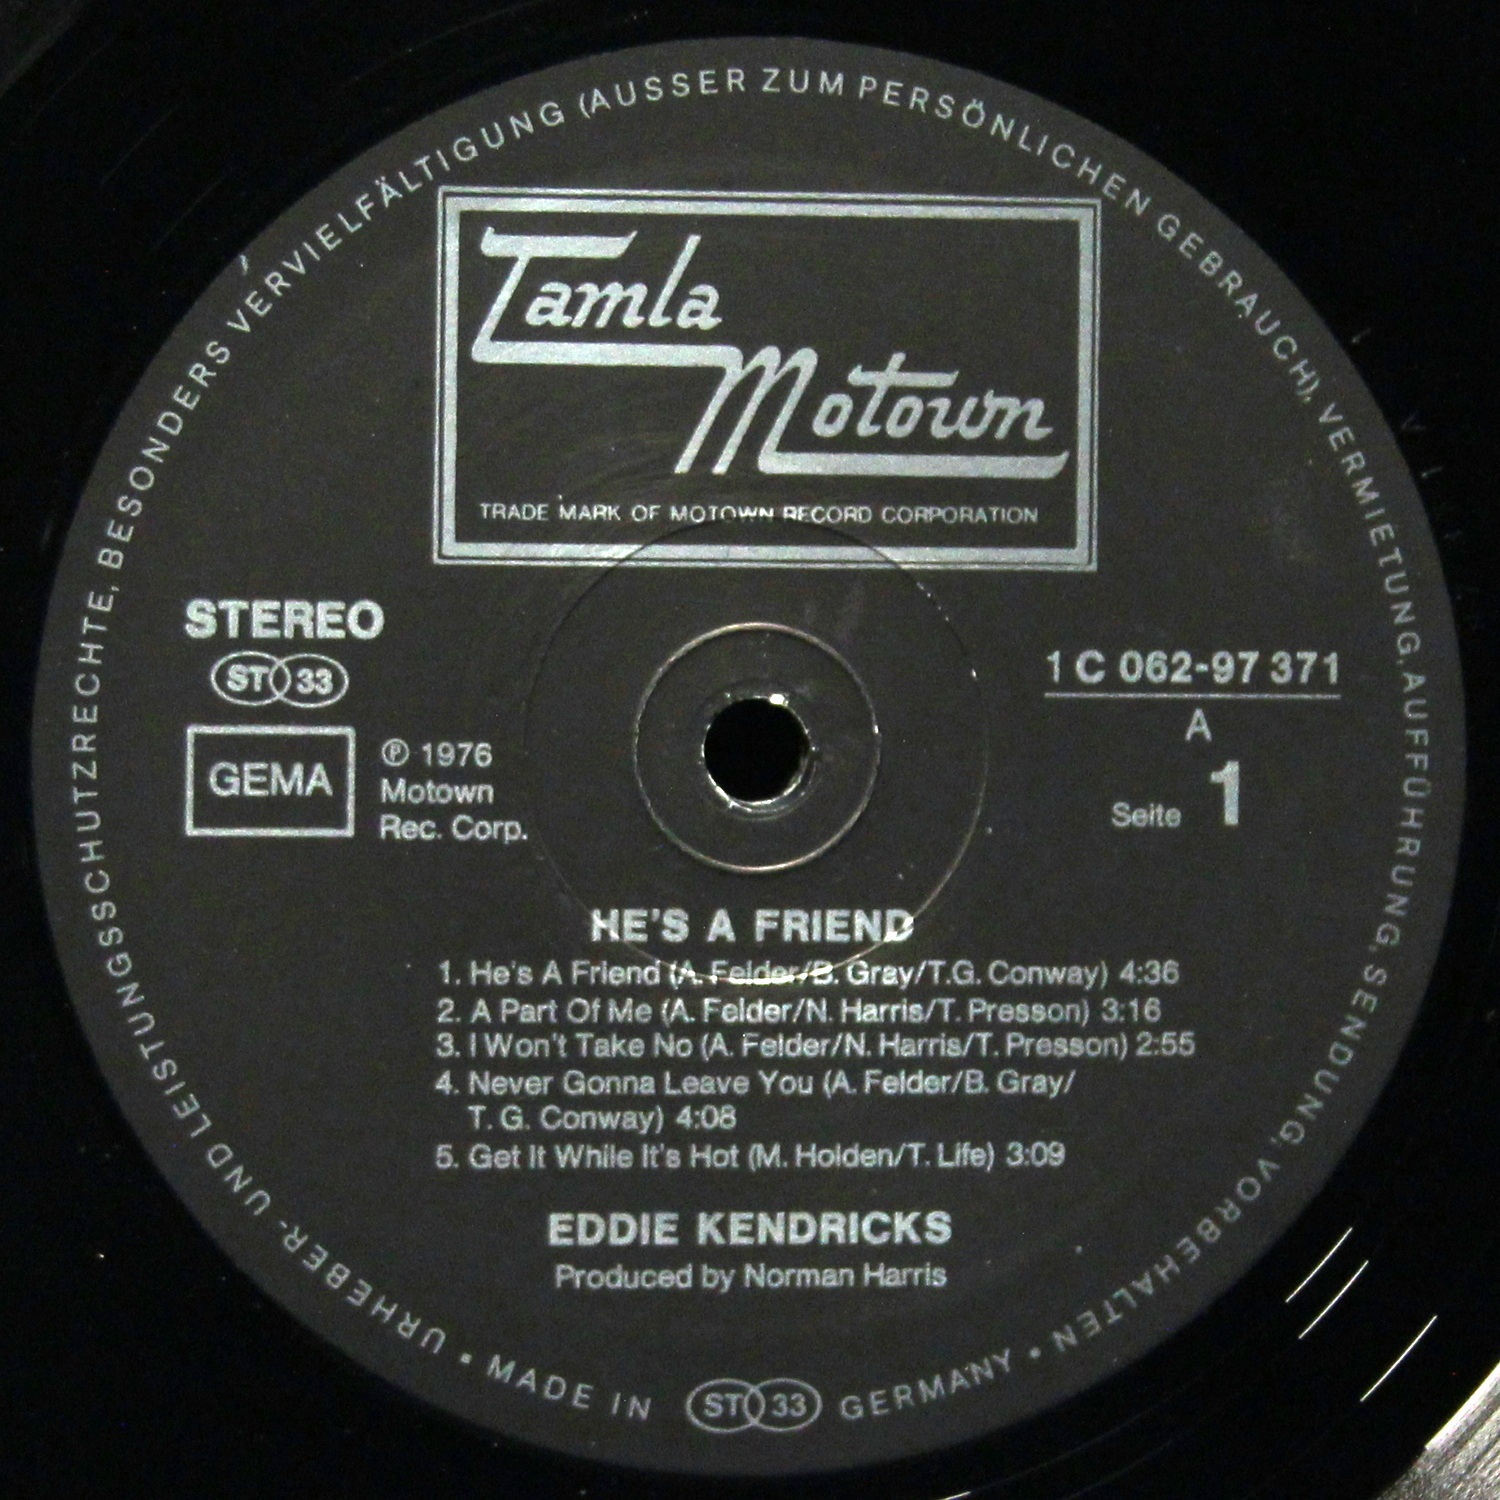 URHEBER- UND LEISTUNGSSCHUTZRECHTE, BESONDERS VERVIELFÄLTIGUNG (AUSSER ZUM PERSÖNLICHEN GEBRAUCH), VERMIETUNG, AUFFÜHRUNG, SENDUNG, VORBEHALTEN •
Tamla
Motown
TRADE MARK OF MOTOWN RECORD CORPORATION
STEREO
ST 33
GEMA
℗ 1976
Motown
Rec. Corp.
1 C 062-97 371
A
Seite 1
HE'S A FRIEND
1. He's A Friend (A. Felder/B. Gray/T.G. Conway) 4:36
2. A Part Of Me (A. Felder/N. Harris/T. Presson) 3:16
3. I Won't Take No (A. Felder/N. Harris/T. Presson) 2:55
4. Never Gonna Leave You (A. Felder/B. Gray/
T. G. Conway) 4:08
5. Get It While It's Hot (M. Holden/T. Life) 3:09
EDDIE KENDRICKS
Produced by Norman Harris
• MADE IN ST 33 GERMANY